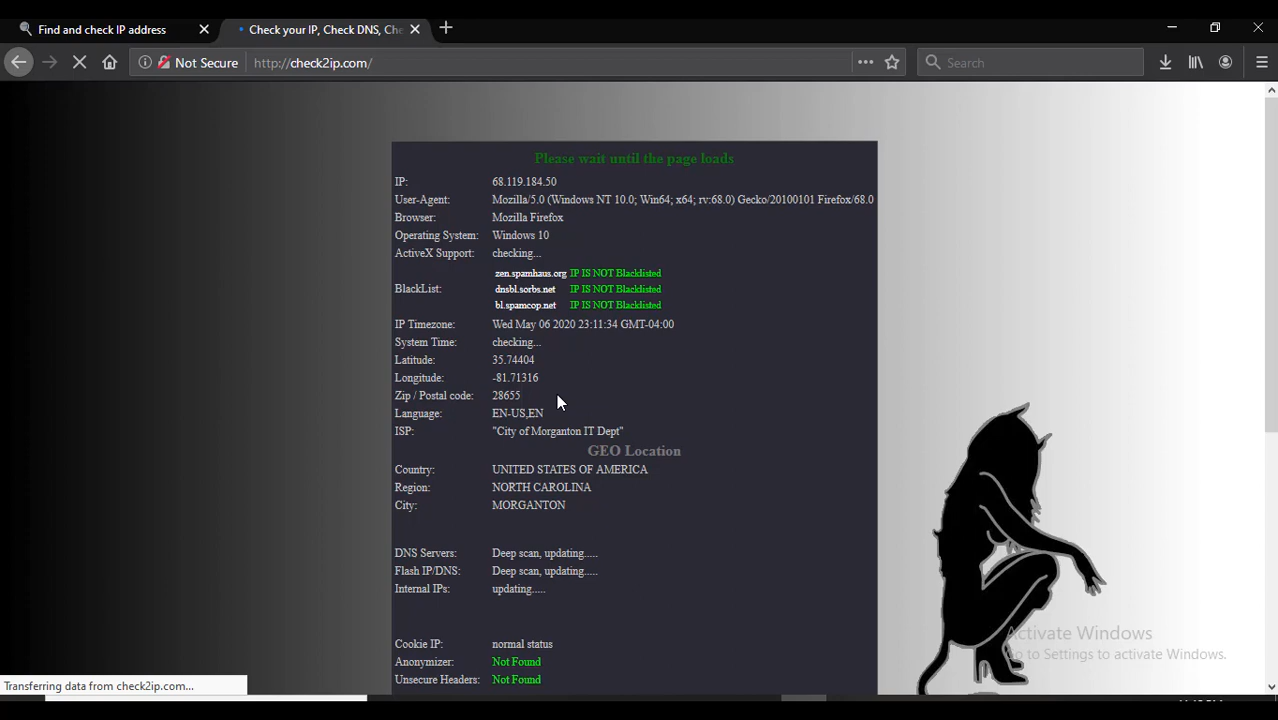 Find and check IP address
Check your IP, Check DNS, Che
Not Secure
http://check2ip.com/
Search
Please wait until the page loads
IP: 68.119.184.50
User-Agent: Mozilla/5.0 (Windows NT 10.0; Win64; x64; rv:68.0) Gecko/20100101 Firefox/68.0
Browser: Mozilla Firefox
Operating System: Windows 10
ActiveX Support: checking...
zen.spamhaus.org IP IS NOT Blacklisted
BlackList: dnsbl.sorbs.net IP IS NOT Blacklisted
bl.spamcop.net IP IS NOT Blacklisted
IP Timezone: Wed May 06 2020 23:11:34 GMT-04:00
System Time: checking...
Latitude: 35.74404
Longitude: -81.71316
Zip / Postal code: 28655
Language: EN-US,EN
ISP: "City of Morganton IT Dept"
GEO Location
Country: UNITED STATES OF AMERICA
Region: NORTH CAROLINA
City: MORGANTON
DNS Servers: Deep scan, updating.....
Flash IP/DNS: Deep scan, updating.....
Internal IPs: updating.....
Cookie IP: normal status
Anonymizer: Not Found
Unsecure Headers: Not Found
Activate Windows
Go to Settings to activate Windows.
Transferring data from check2ip.com...